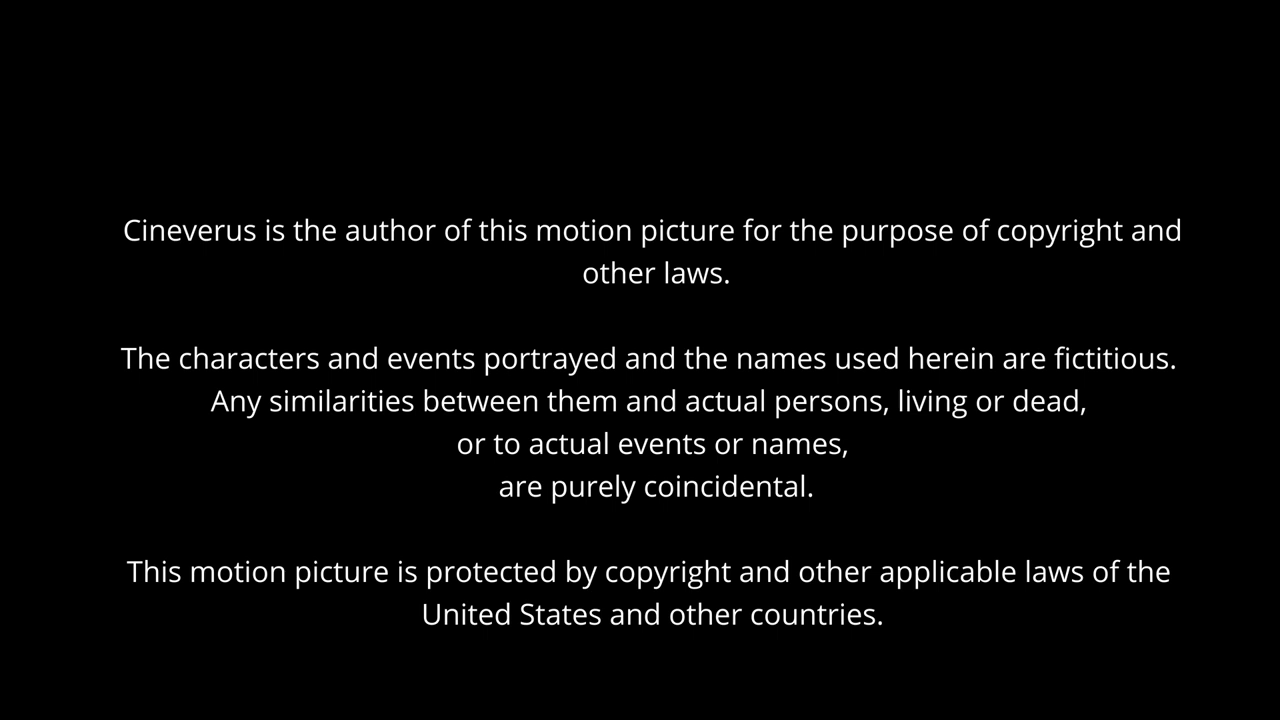 Cineverus is the author of this motion picture for the purpose of copyright and
other laws.
The characters and events portrayed and the names used herein are fictitious.
Any similarities between them and actual persons, living or dead,
or to actual events or names,
are purely coincidental.
This motion picture is protected by copyright and other applicable laws of the
United States and other countries.